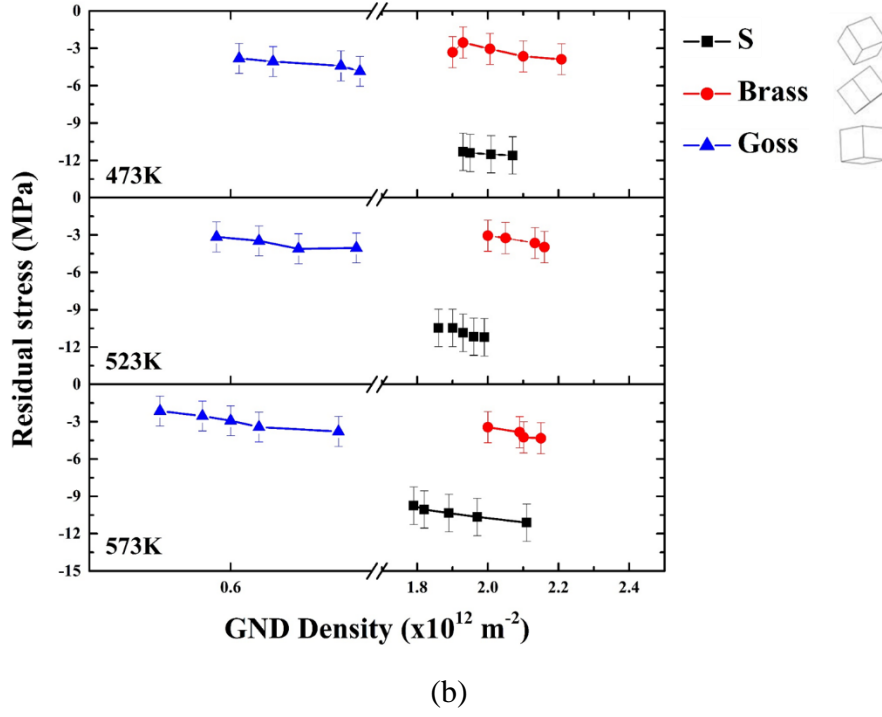 0
-3
-6
-9
-12
473K
0
-3
-6
-9
-12
523K
0
-3
-6
-9
-12
-15
573K
0.6
1.8
2.0
2.2
2.4
Residual stress (MPa)
GND Density (x10¹² m⁻²)
S
Brass
Goss
(b)